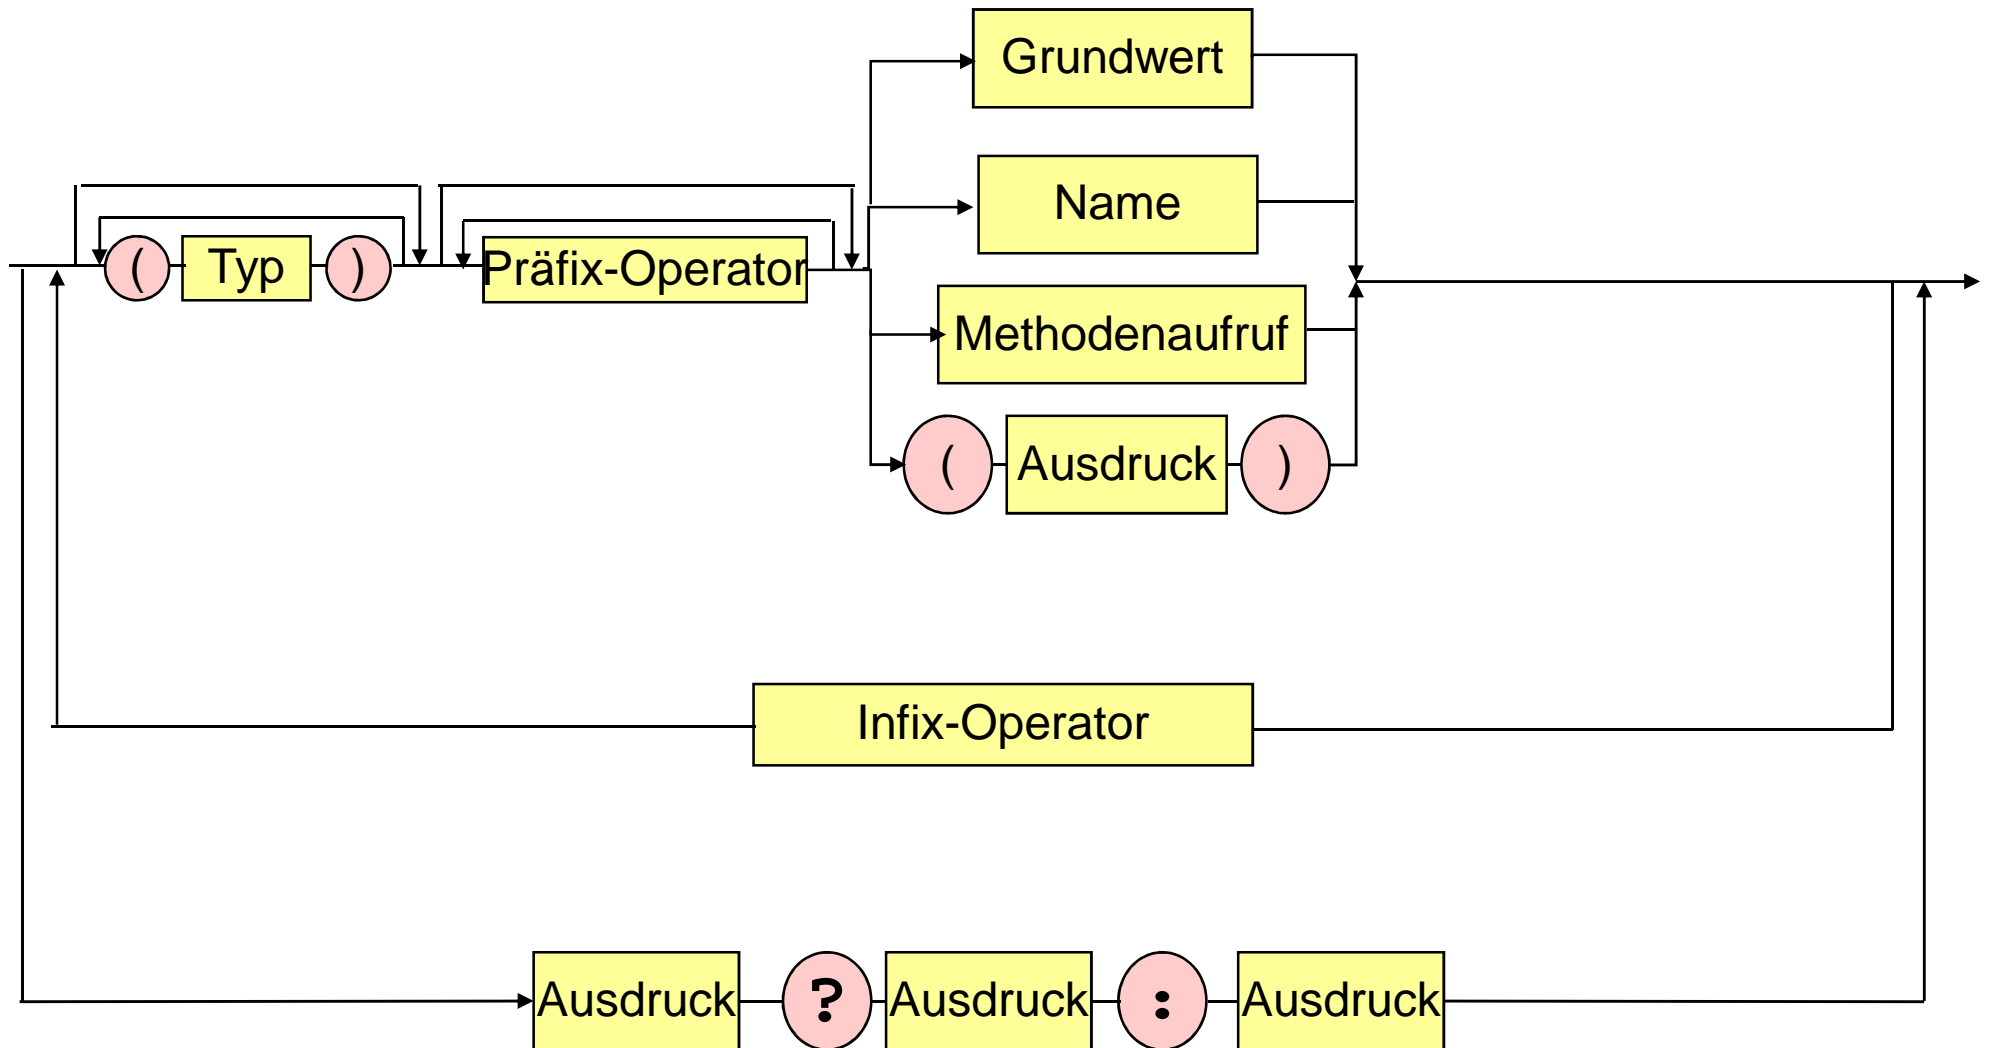 Grundwert
Name
( Typ ) Präfix-Operator
Methodenaufruf
( Ausdruck )
Infix-Operator
Ausdruck ? Ausdruck : Ausdruck